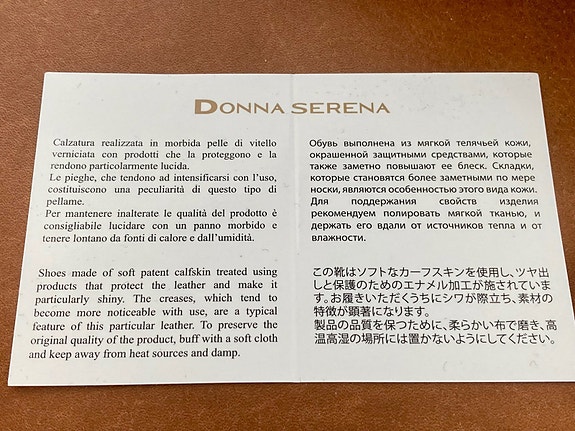 DONNA SERENA
Calzatura realizzata in morbida pelle di vitello
verniciata con prodotti che la proteggono e la
rendono particolarmente lucida.
Le pieghe, che tendono ad intensificarsi con l'uso,
costituiscono una peculiarità di questo tipo di
pellame.
Per mantenere inalterate le qualità del prodotto è
consigliabile lucidare con un panno morbido e
tenere lontano da fonti di calore e dall'umidità.
Обувь выполнена из мягкой телячьей кожи,
окрашенной защитными средствами, которые
также заметно повышают ее блеск. Складки,
которые становятся более заметными по мере
носки, являются особенностью этого вида кожи.
Для поддержания свойств изделия
рекомендуем полировать мягкой тканью, и
держать его вдали от источников тепла и от
влажности.
Shoes made of soft patent calfskin treated using
products that protect the leather and make it
particularly shiny. The creases, which tend to
become more noticeable with use, are a typical
feature of this particular leather. To preserve the
original quality of the product, buff with a soft cloth
and keep away from heat sources and damp.
この靴はソフトなカーフスキンを使用し、ツヤ出
しと保護のためのエナメル加工が施されていま
す。お履きいただくうちにシワが際立ち、素材の
特徴が顕著になります。
製品の品質を保つために、柔らかい布で磨き、高
温高湿の場所には置かないようにしてください。